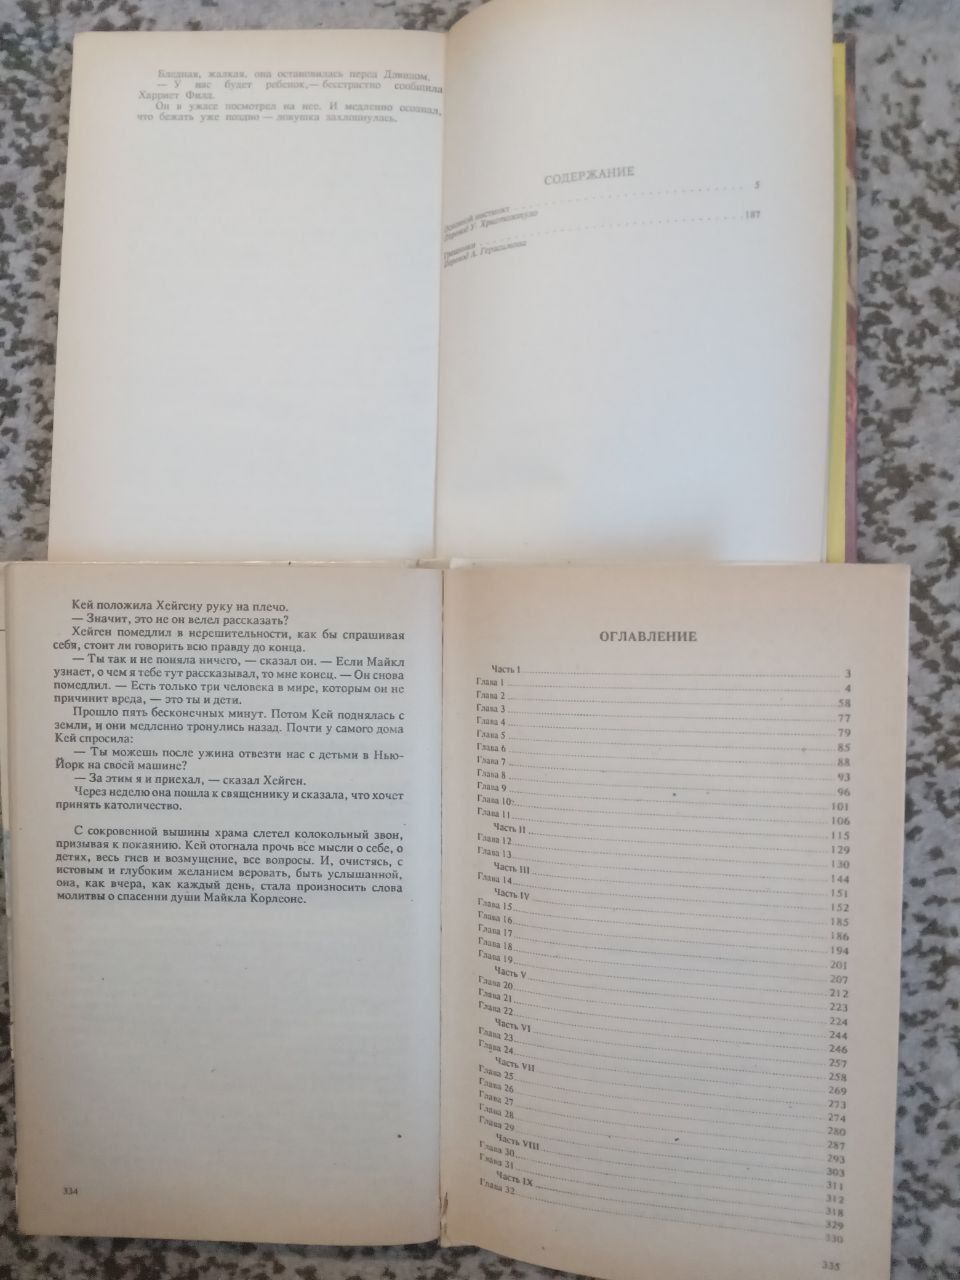 Бледная, жалкая, она остановилась перед Дэвидом.
— У нас будет ребенок,— бесстрастно сообщила
Харриет Филд.
Он в ужасе посмотрел на нее. И медленно осознал,
что бежать уже поздно — ловушка захлопнулась.
СОДЕРЖАНИЕ
Основной инстинкт . . . . . . . . . . 5
Перевод У.
Грешники . . . . . . . . . . 187
Перевод А. Герасимова
Кей положила Хейгену руку на плечо.
— Значит, это не он велел рассказать?
Хейген помедлил в нерешительности, как бы спрашивая
себя, стоит ли говорить всю правду до конца.
— Ты так и не поняла ничего, — сказал он. — Если Майкл
узнает, о чем я тебе тут рассказывал, то мне конец. — Он снова
помедлил. — Есть только три человека в мире, которым он не
причинит вреда, — это ты и дети.
Прошло пять бесконечных минут. Потом Кей поднялась с
земли, и они медленно тронулись назад. Почти у самого дома
Кей спросила:
— Ты можешь после ужина отвезти нас с детьми в Нью-
Йорк на своей машине?
— За этим я и приехал, — сказал Хейген.
Через неделю она пошла к священнику и сказала, что хочет
принять католичество.
С сокровенной вышины храма слетел колокольный звон,
призывая к покаянию. Кей отогнала прочь все мысли о себе, о
детях, весь гнев и возмущение, все вопросы. И, очистясь, с
истовым и глубоким желанием веровать, быть услышанной,
она, как вчера, как каждый день, стала произносить слова
молитвы о спасении души Майкла Корлеоне.
334
ОГЛАВЛЕНИЕ
Часть I 3
Глава 1 4
Глава 2 58
Глава 3 77
Глава 4 79
Глава 5 85
Глава 6 88
Глава 7 93
Глава 8 96
Глава 9 101
Глава 10 106
Глава 11 115
Часть II 129
Глава 12 130
Глава 13 144
Часть III 151
Глава 14 152
Часть IV 185
Глава 15 186
Глава 16 194
Глава 17 201
Глава 18 207
Глава 19 212
Часть V 223
Глава 20 224
Глава 21 244
Глава 22 246
Часть VI 257
Глава 23 258
Глава 24 269
Часть VII 273
Глава 25 274
Глава 26 280
Глава 27 287
Глава 28 293
Глава 29 303
Часть VIII 311
Глава 30 312
Глава 31 318
Часть IX 329
Глава 32 330
335